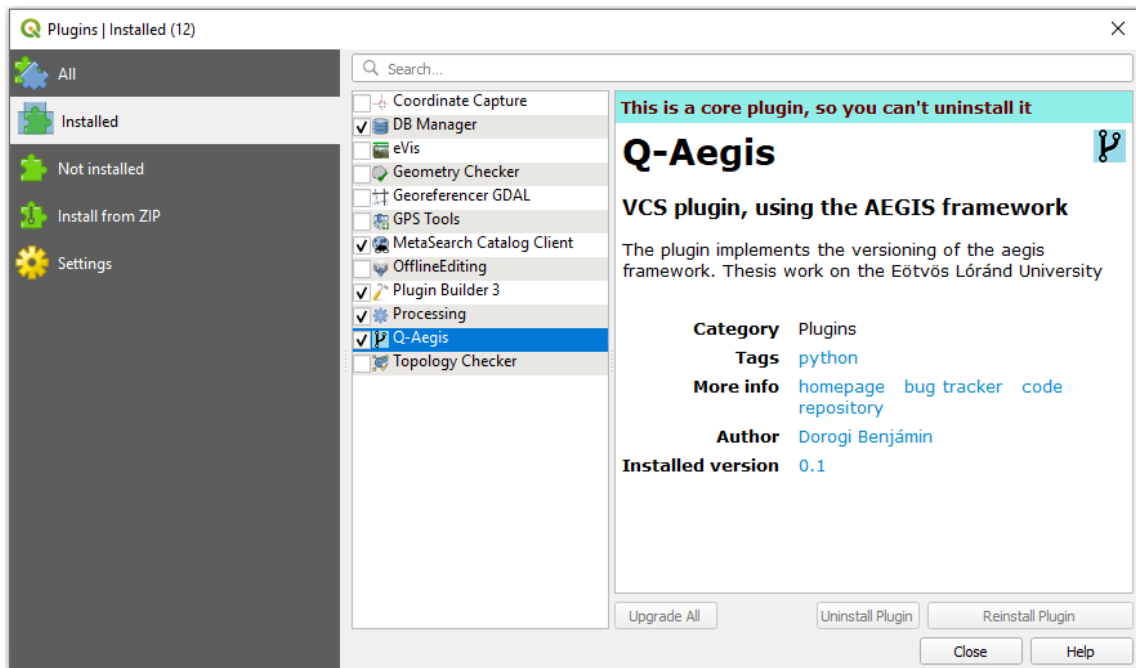 Plugins | Installed (12)
All
Installed
Not installed
Install from ZIP
Settings
Search...
Coordinate Capture
DB Manager
eVis
Geometry Checker
Georeferencer GDAL
GPS Tools
MetaSearch Catalog Client
OfflineEditing
Plugin Builder 3
Processing
Q-Aegis
Topology Checker
This is a core plugin, so you can't uninstall it
Q-Aegis
VCS plugin, using the AEGIS framework
The plugin implements the versioning of the aegis
framework. Thesis work on the Eötvös Lóránd University
Category Plugins
Tags python
More info homepage bug tracker code
repository
Author Dorogi Benjámin
Installed version 0.1
Upgrade All Uninstall Plugin Reinstall Plugin
Close Help